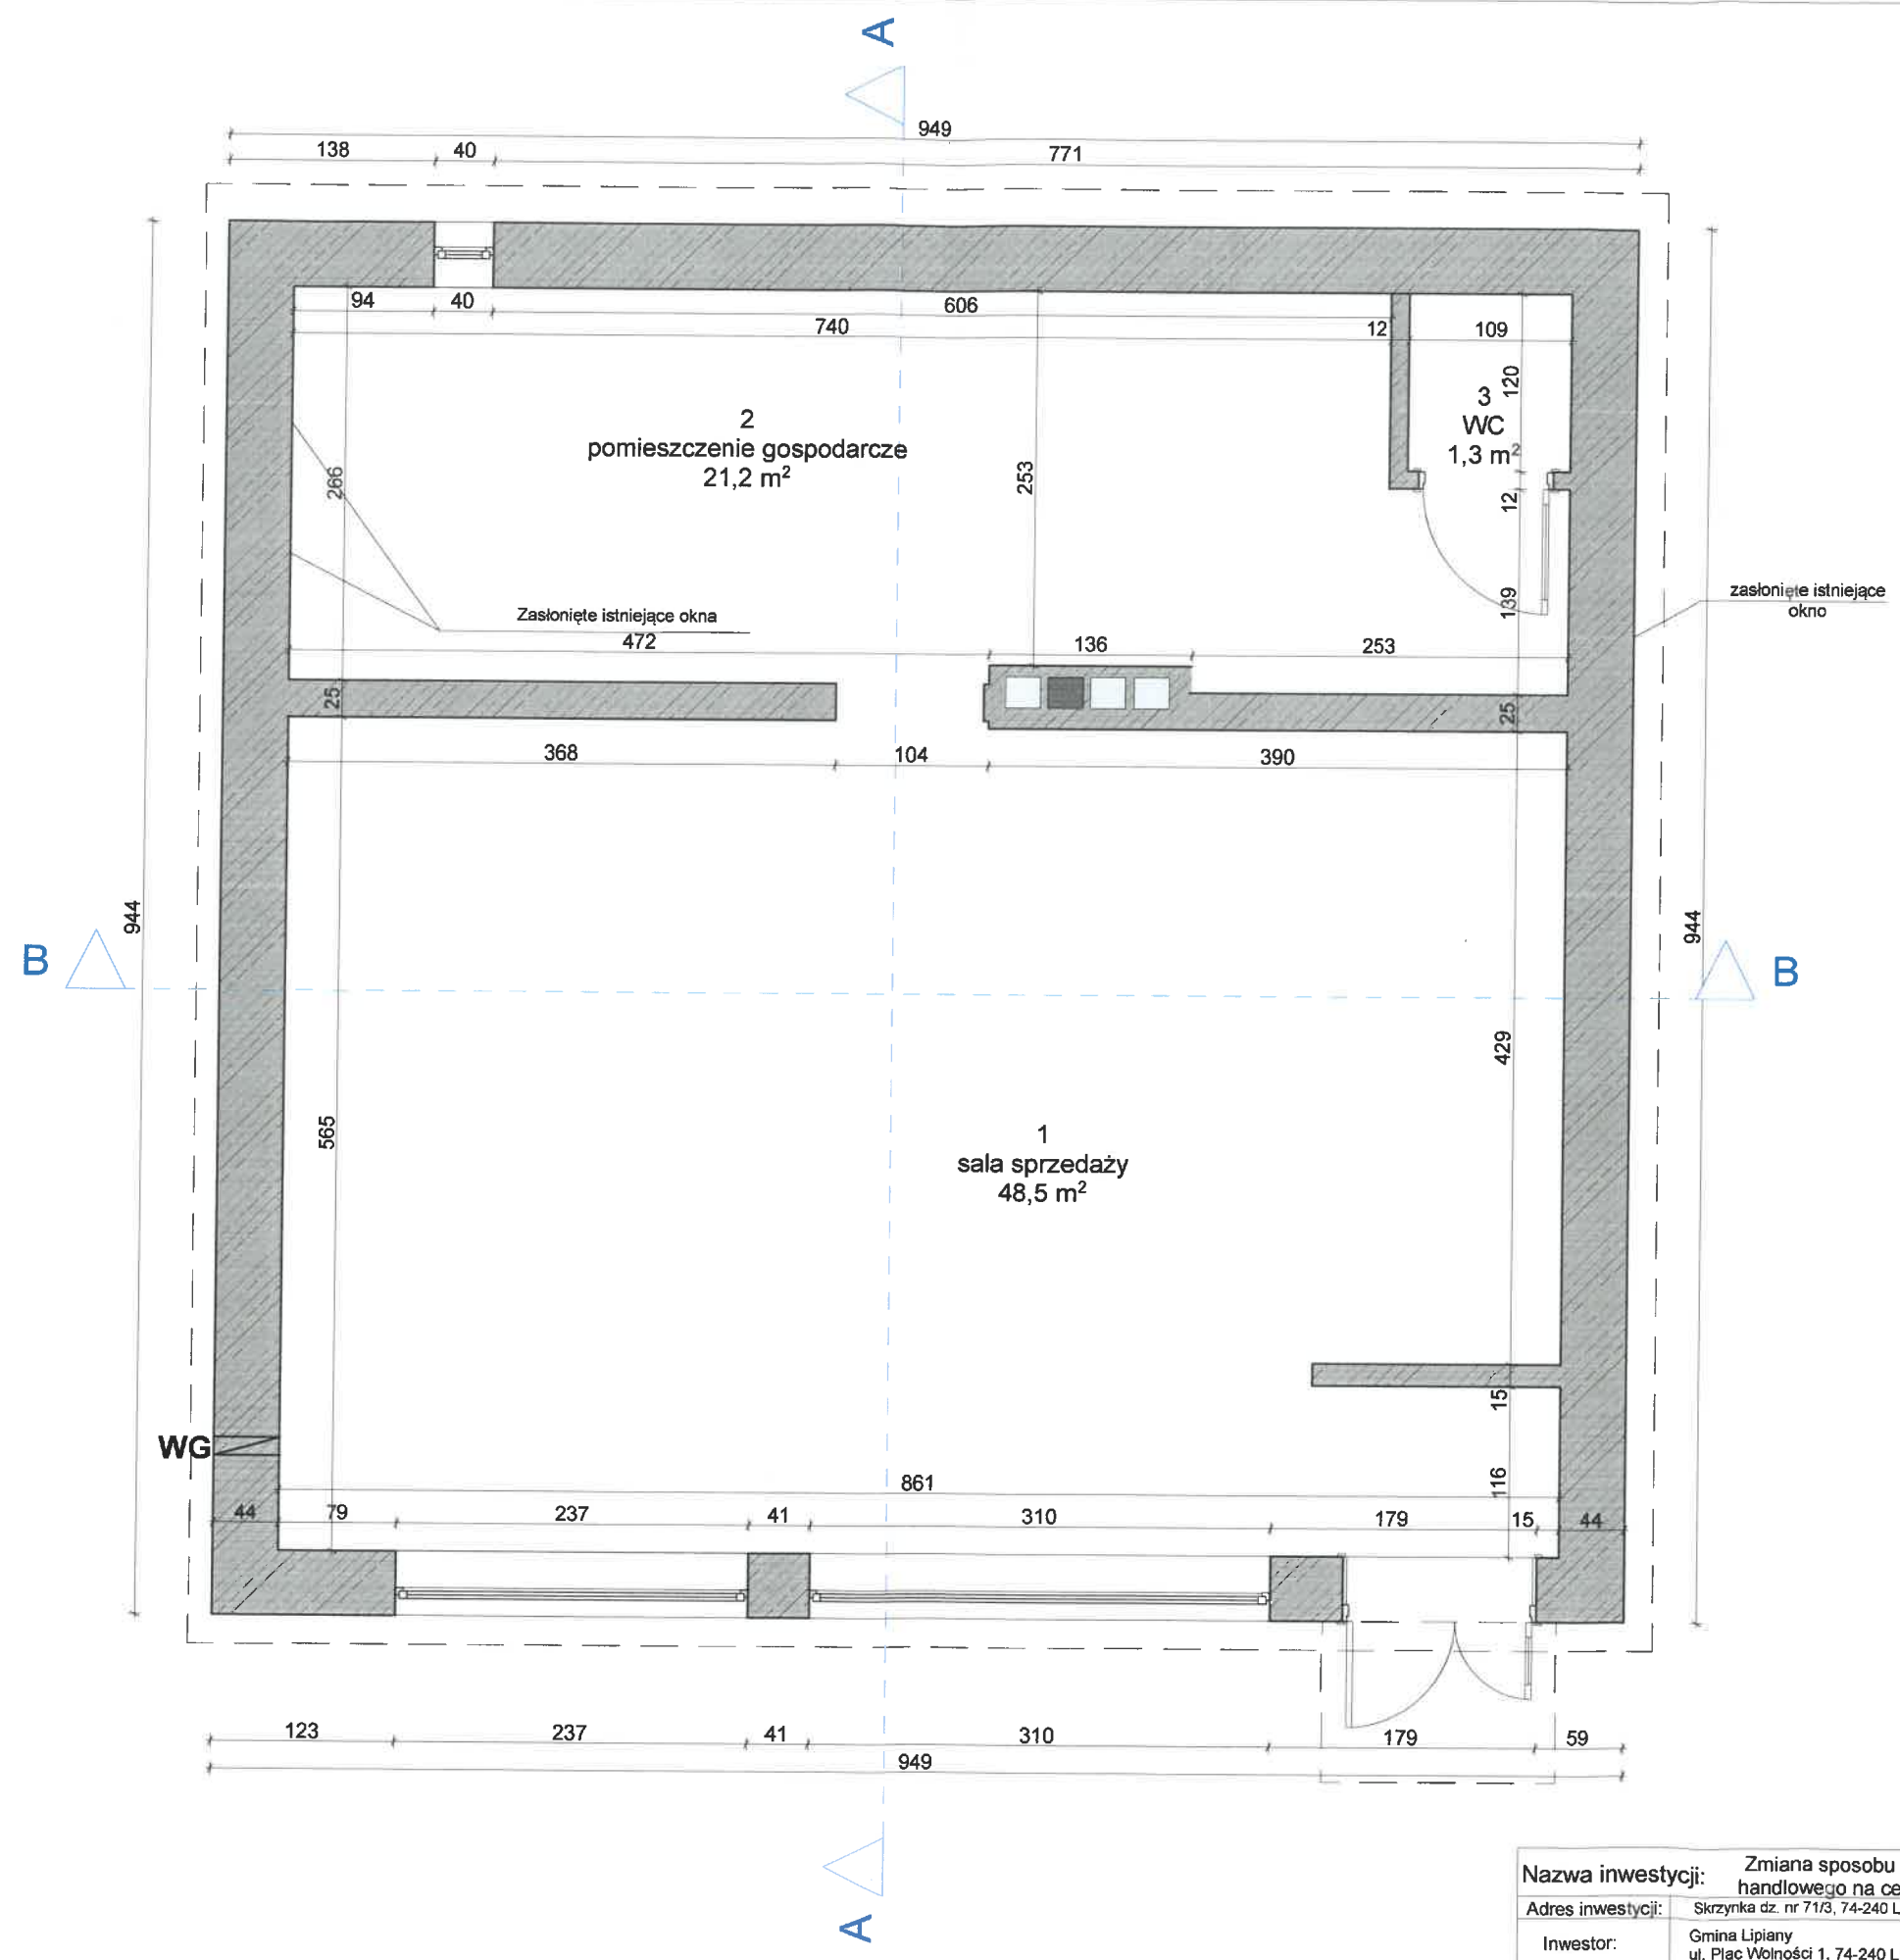 A
949
138 40 771
94 40 606
740 12 109
120
3
WC
1,3 m²
2
pomieszczenie gospodarcze
21,2 m²
266
253
12
139
zasłonięte istniejące
okno
Zasłonięte istniejące okna
472 136 253
25
25
368 104 390
944
944
B
B
429
565
1
sala sprzedaży
48,5 m²
15
WG
116
861
44 79 237 41 310 179 15 44
123 237 41 310 179 59
949
A
Nazwa inwestycji: Zmiana sposobu
handlowego na ce
Adres inwestycji: Skrzynka dz. nr 71/3, 74-240 L
Inwestor: Gmina Lipiany
ul. Plac Wolności 1, 74-240 L